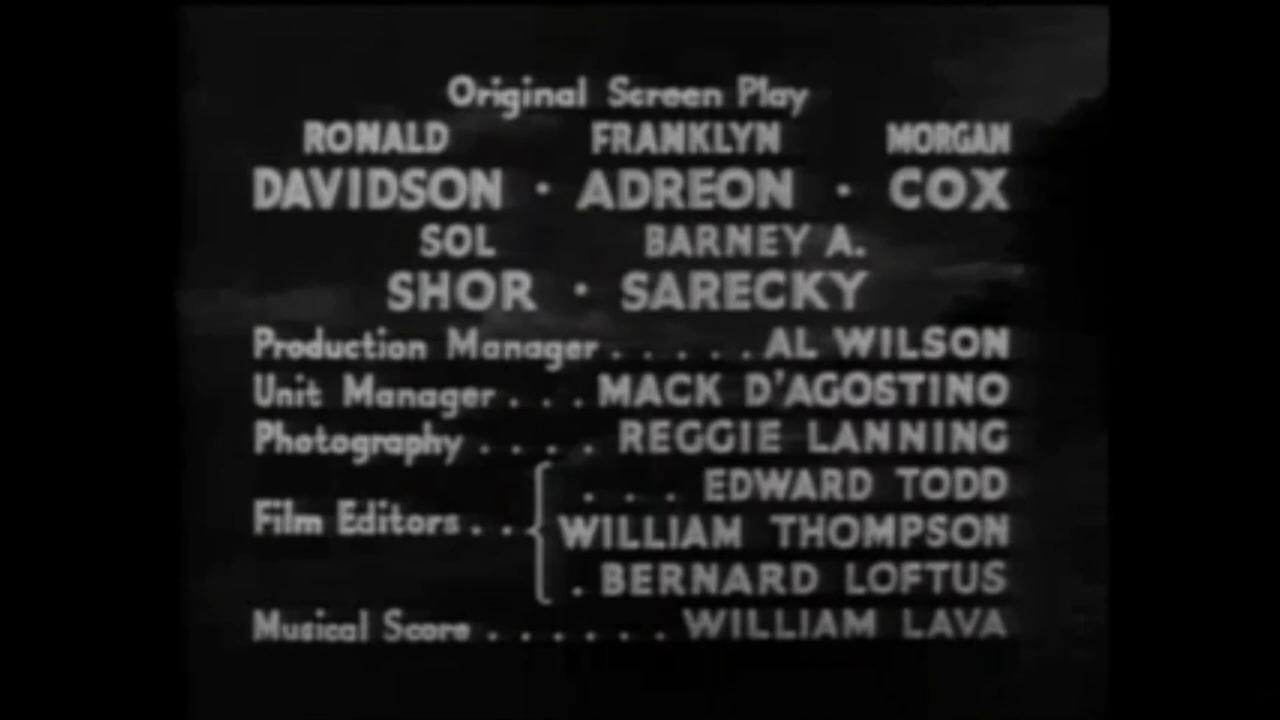 Original Screen Play
RONALD FRANKLYN MORGAN
DAVIDSON · ADREON · COX
SOL BARNEY A.
SHOR · SARECKY
Production Manager . . . . . AL WILSON
Unit Manager . . . MACK D'AGOSTINO
Photography . . . . REGGIE LANNING
. . . EDWARD TODD
Film Editors . . { WILLIAM THOMPSON
. BERNARD LOFTUS
Musical Score . . . . . . WILLIAM LAVA